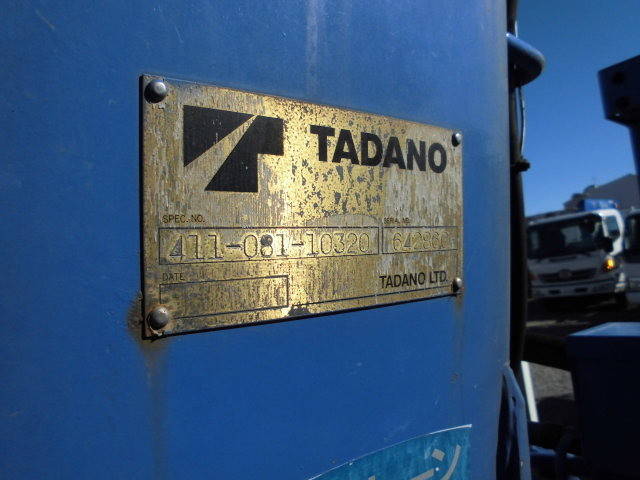 TADANO
SPEC. NO. SERIAL NO.
411-081-10320
DATE
TADANO LTD.